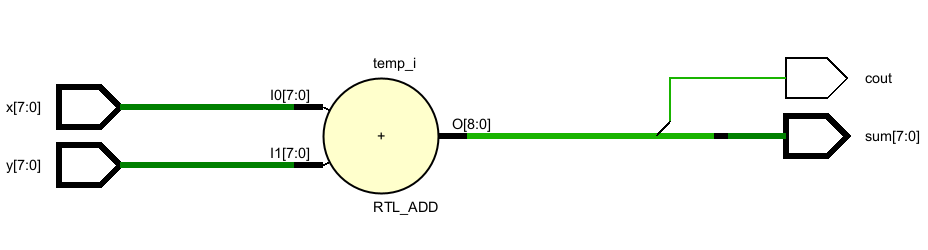 temp_i
x[7:0]
I0[7:0]
y[7:0]
I1[7:0]
+
O[8:0]
RTL_ADD
cout
sum[7:0]